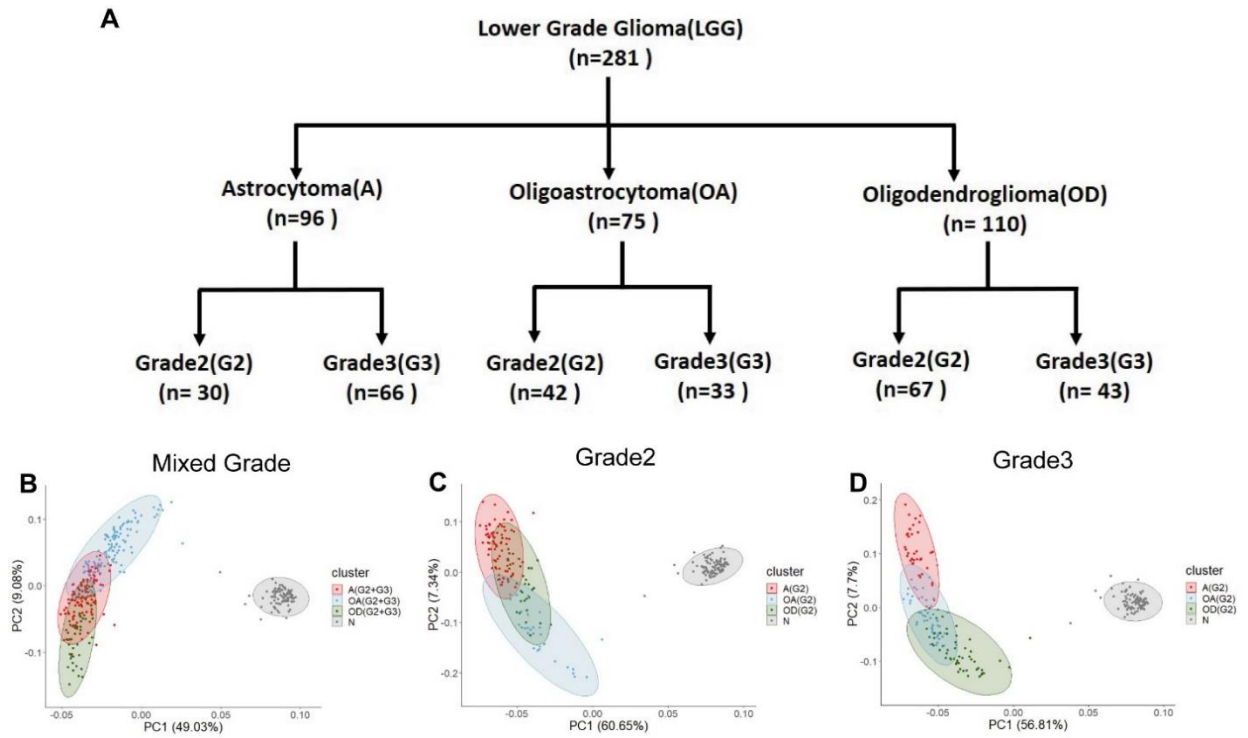 A
Lower Grade Glioma(LGG)
(n=281 )
Astrocytoma(A)
(n=96 )
Oligoastrocytoma(OA)
(n=75 )
Oligodendroglioma(OD)
(n= 110)
Grade2(G2)
(n= 30)
Grade3(G3)
(n=66 )
Grade2(G2)
(n=42 )
Grade3(G3)
(n=33 )
Grade2(G2)
(n=67 )
Grade3(G3)
(n= 43)
B
Mixed Grade
PC2 (9.08%)
0.1
0.0
-0.1
-0.05
0.00
0.05
0.10
PC1 (49.03%)
cluster
A(G2+G3)
OA(G2+G3)
OD(G2+G3)
N
C
Grade2
PC2 (7.34%)
0.1
0.0
-0.1
-0.2
-0.05
0.00
0.05
0.10
PC1 (60.65%)
cluster
A(G2)
OA(G2)
OD(G2)
N
D
Grade3
PC2 (7.7%)
0.2
0.1
0.0
-0.1
-0.05
0.00
0.05
0.10
PC1 (56.81%)
cluster
A(G2)
OA(G2)
OD(G2)
N